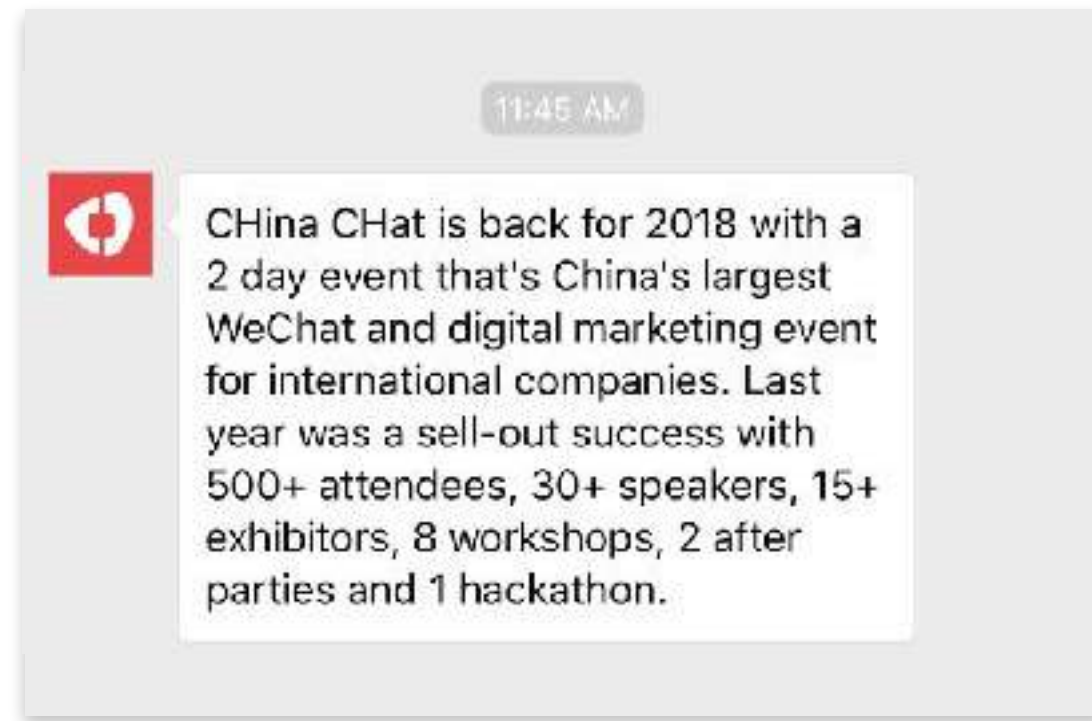 11:45 AM
CHina CHat is back for 2018 with a
2 day event that's China's largest
WeChat and digital marketing event
for international companies. Last
year was a sell-out success with
500+ attendees, 30+ speakers, 15+
exhibitors, 8 workshops, 2 after
parties and 1 hackathon.